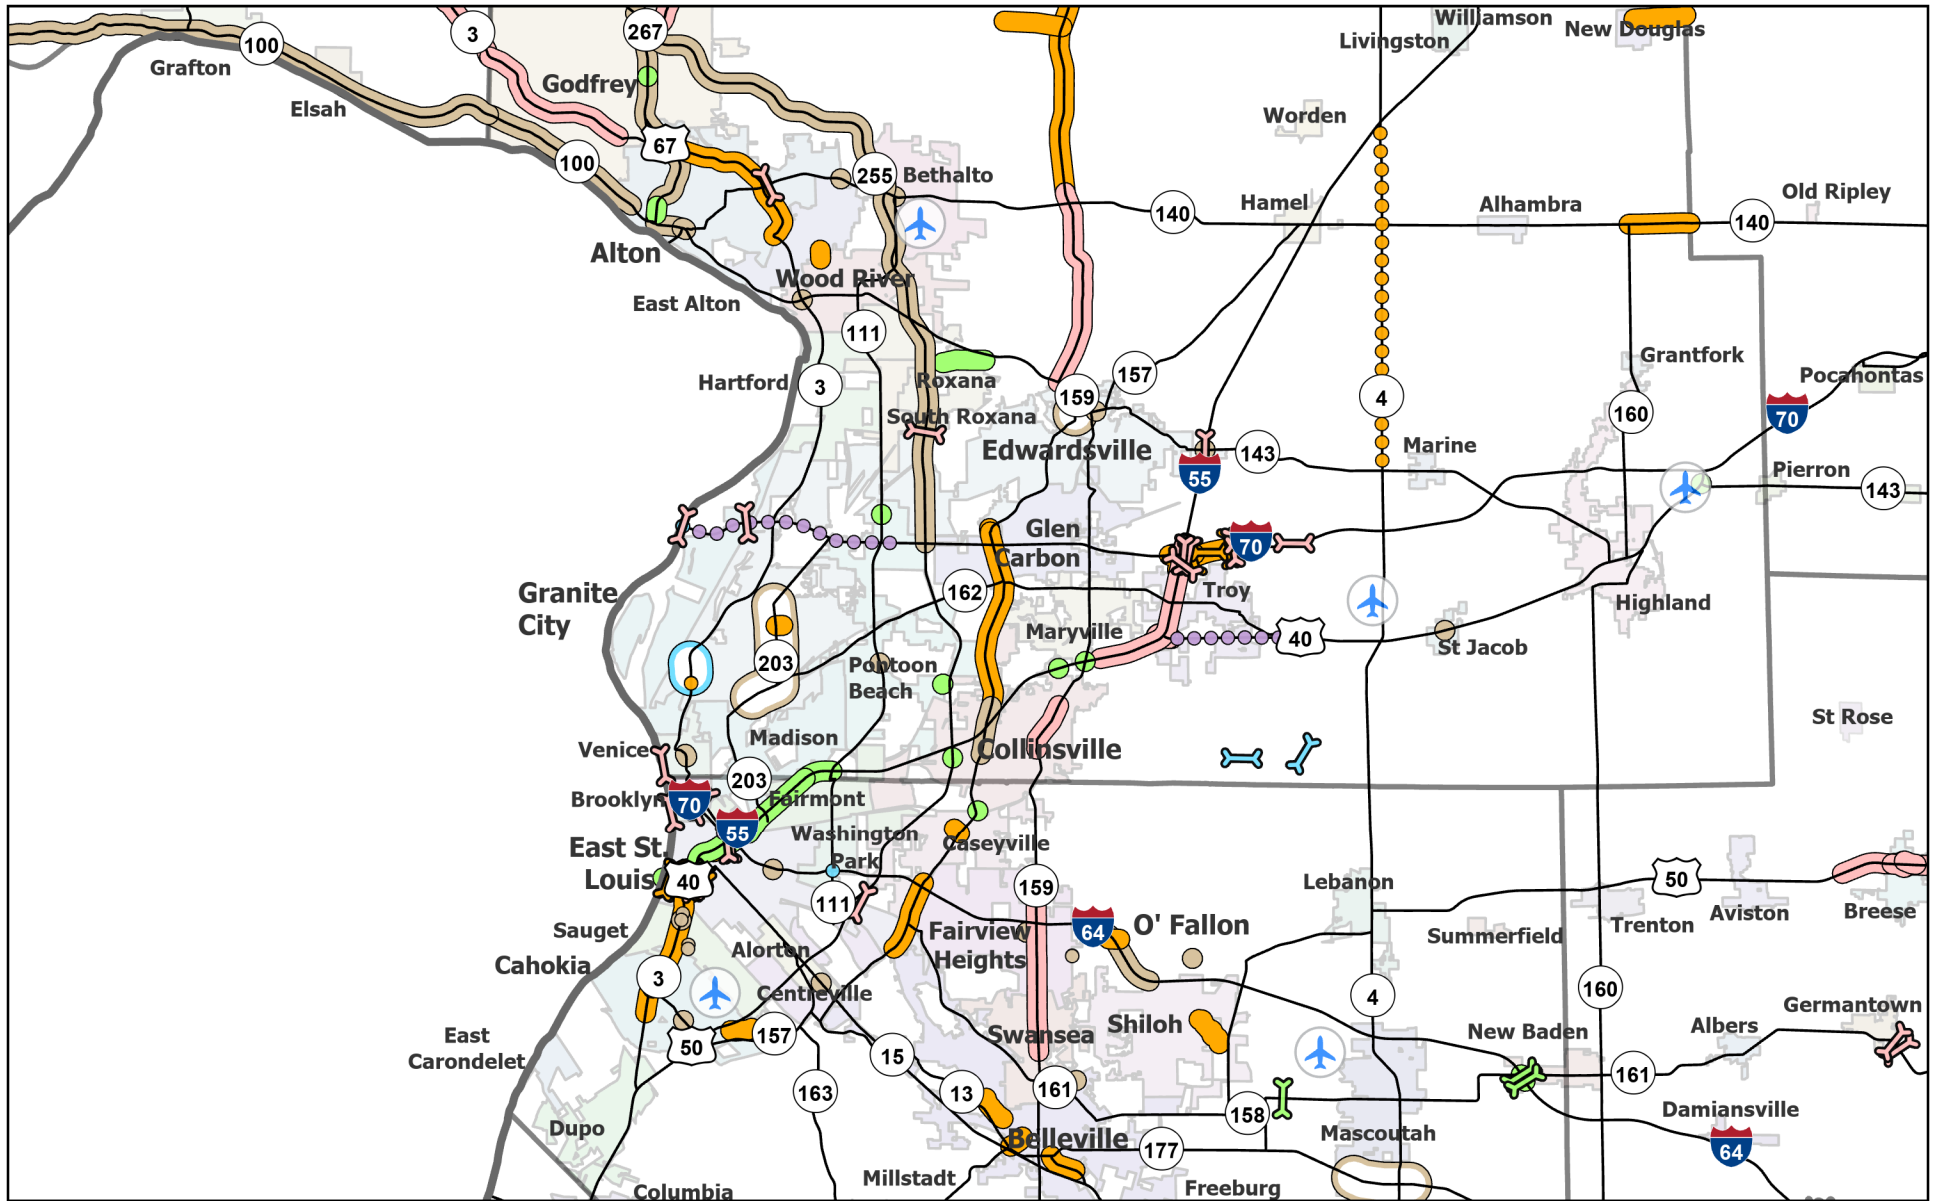 Williamson
New Douglas
Livingston
3
267
100
Grafton
Godfrey
Elsah
Worden
67
100
255
Bethalto
Old Ripley
Hamel
Alhambra
140
140
Alton
Wood River
East Alton
111
Grantfork
Pocahontas
Hartford
3
Roxana
157
159
4
160
70
South Roxana
Edwardsville
143
Marine
55
Pierron
143
Glen
Carbon
70
Granite
City
162
Troy
Highland
Maryville
40
St Jacob
203
Pontoon
Beach
St Rose
Madison
Venice
Collinsville
203
Brooklyn
70
Fairmont
55
Washington
Park
Caseyville
East St.
Louis
40
111
159
Lebanon
50
Aviston
Breese
Sauget
Alorton
Fairview
Heights
64
O' Fallon
Summerfield
Trenton
Cahokia
3
Centreville
4
160
Germantown
East
Carondelet
50
157
15
Swansea
Shiloh
New Baden
Albers
163
13
161
161
158
Damiansville
Dupo
Belleville
177
Mascoutah
64
Millstadt
Columbia
Freeburg